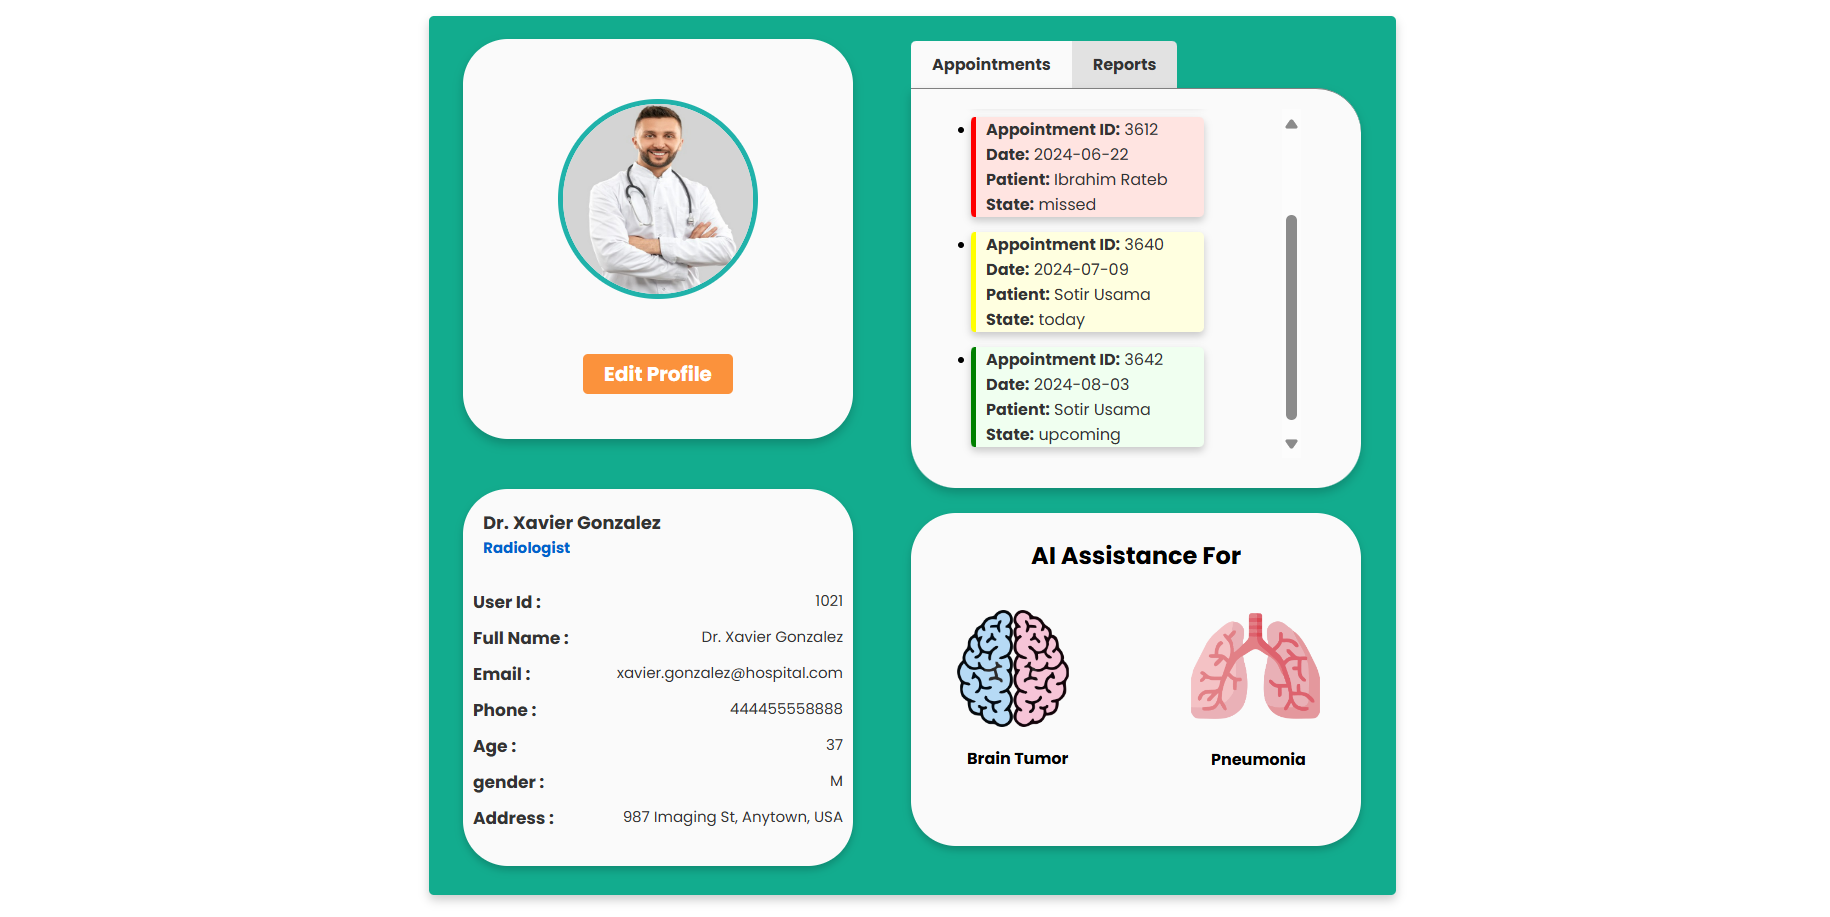 Edit Profile
Dr. Xavier Gonzalez
Radiologist
User Id : 1021
Full Name : Dr. Xavier Gonzalez
Email : xavier.gonzalez@hospital.com
Phone : 444455558888
Age : 37
gender : M
Address : 987 Imaging St, Anytown, USA
Appointments Reports
Appointment ID: 3612
Date: 2024-06-22
Patient: Ibrahim Rateb
State: missed
Appointment ID: 3640
Date: 2024-07-09
Patient: Sotir Usama
State: today
Appointment ID: 3642
Date: 2024-08-03
Patient: Sotir Usama
State: upcoming
AI Assistance For
Brain Tumor
Pneumonia